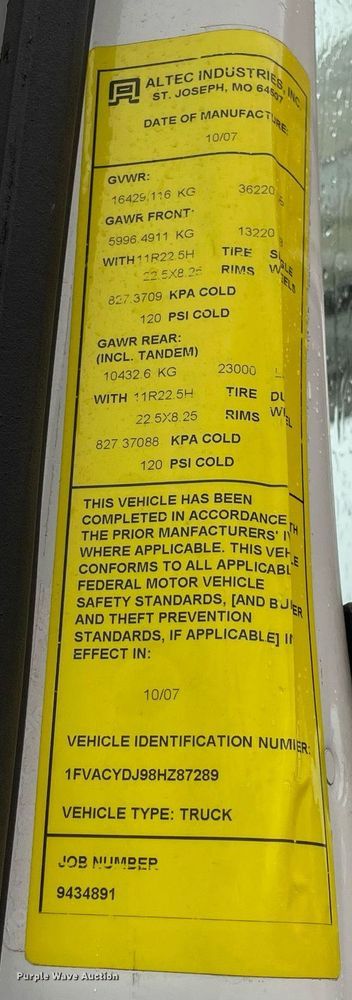 ALTEC INDUSTRIES, INC.
ST. JOSEPH, MO 64507
DATE OF MANUFACTURE:
10/07
GVWR:
16429.116 KG 36220
GAWR FRONT:
5996.4911 KG 13220
WITH 11R22.5H TIRE
22.5X8.25 RIMS
827.3709 KPA COLD
120 PSI COLD
GAWR REAR:
(INCL. TANDEM)
10432.6 KG 23000
WITH 11R22.5H TIRE DU
22.5X8.25 RIMS
827.37088 KPA COLD
120 PSI COLD
THIS VEHICLE HAS BEEN
COMPLETED IN ACCORDANCE
THE PRIOR MANFACTURERS'
WHERE APPLICABLE. THIS
CONFORMS TO ALL APPLICABL
FEDERAL MOTOR VEHICLE
SAFETY STANDARDS, [AND
AND THEFT PREVENTION
STANDARDS, IF APPLICABLE]
EFFECT IN:
10/07
VEHICLE IDENTIFICATION
1FVACYDJ98HZ87289
VEHICLE TYPE: TRUCK
JOB NUMBER
9434891
Purple Wave Auction